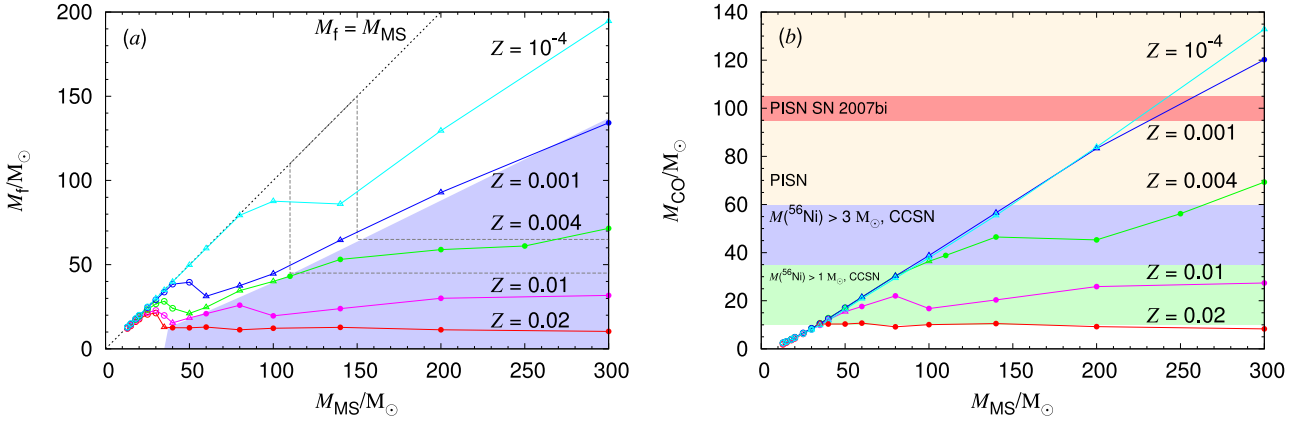 (a)
M_f = M_MS
Z = 10^-4
Z = 0.001
Z = 0.004
Z = 0.01
Z = 0.02
200
150
100
50
0
M_f/M_⊙
0 50 100 150 200 250 300
M_MS/M_⊙
(b)
Z = 10^-4
PISN SN 2007bi
Z = 0.001
PISN
Z = 0.004
M(^56Ni) > 3 M_⊙, CCSN
M(^56Ni) > 1 M_⊙, CCSN
Z = 0.01
Z = 0.02
140
120
100
80
60
40
20
0
M_CO/M_⊙
0 50 100 150 200 250 300
M_MS/M_⊙